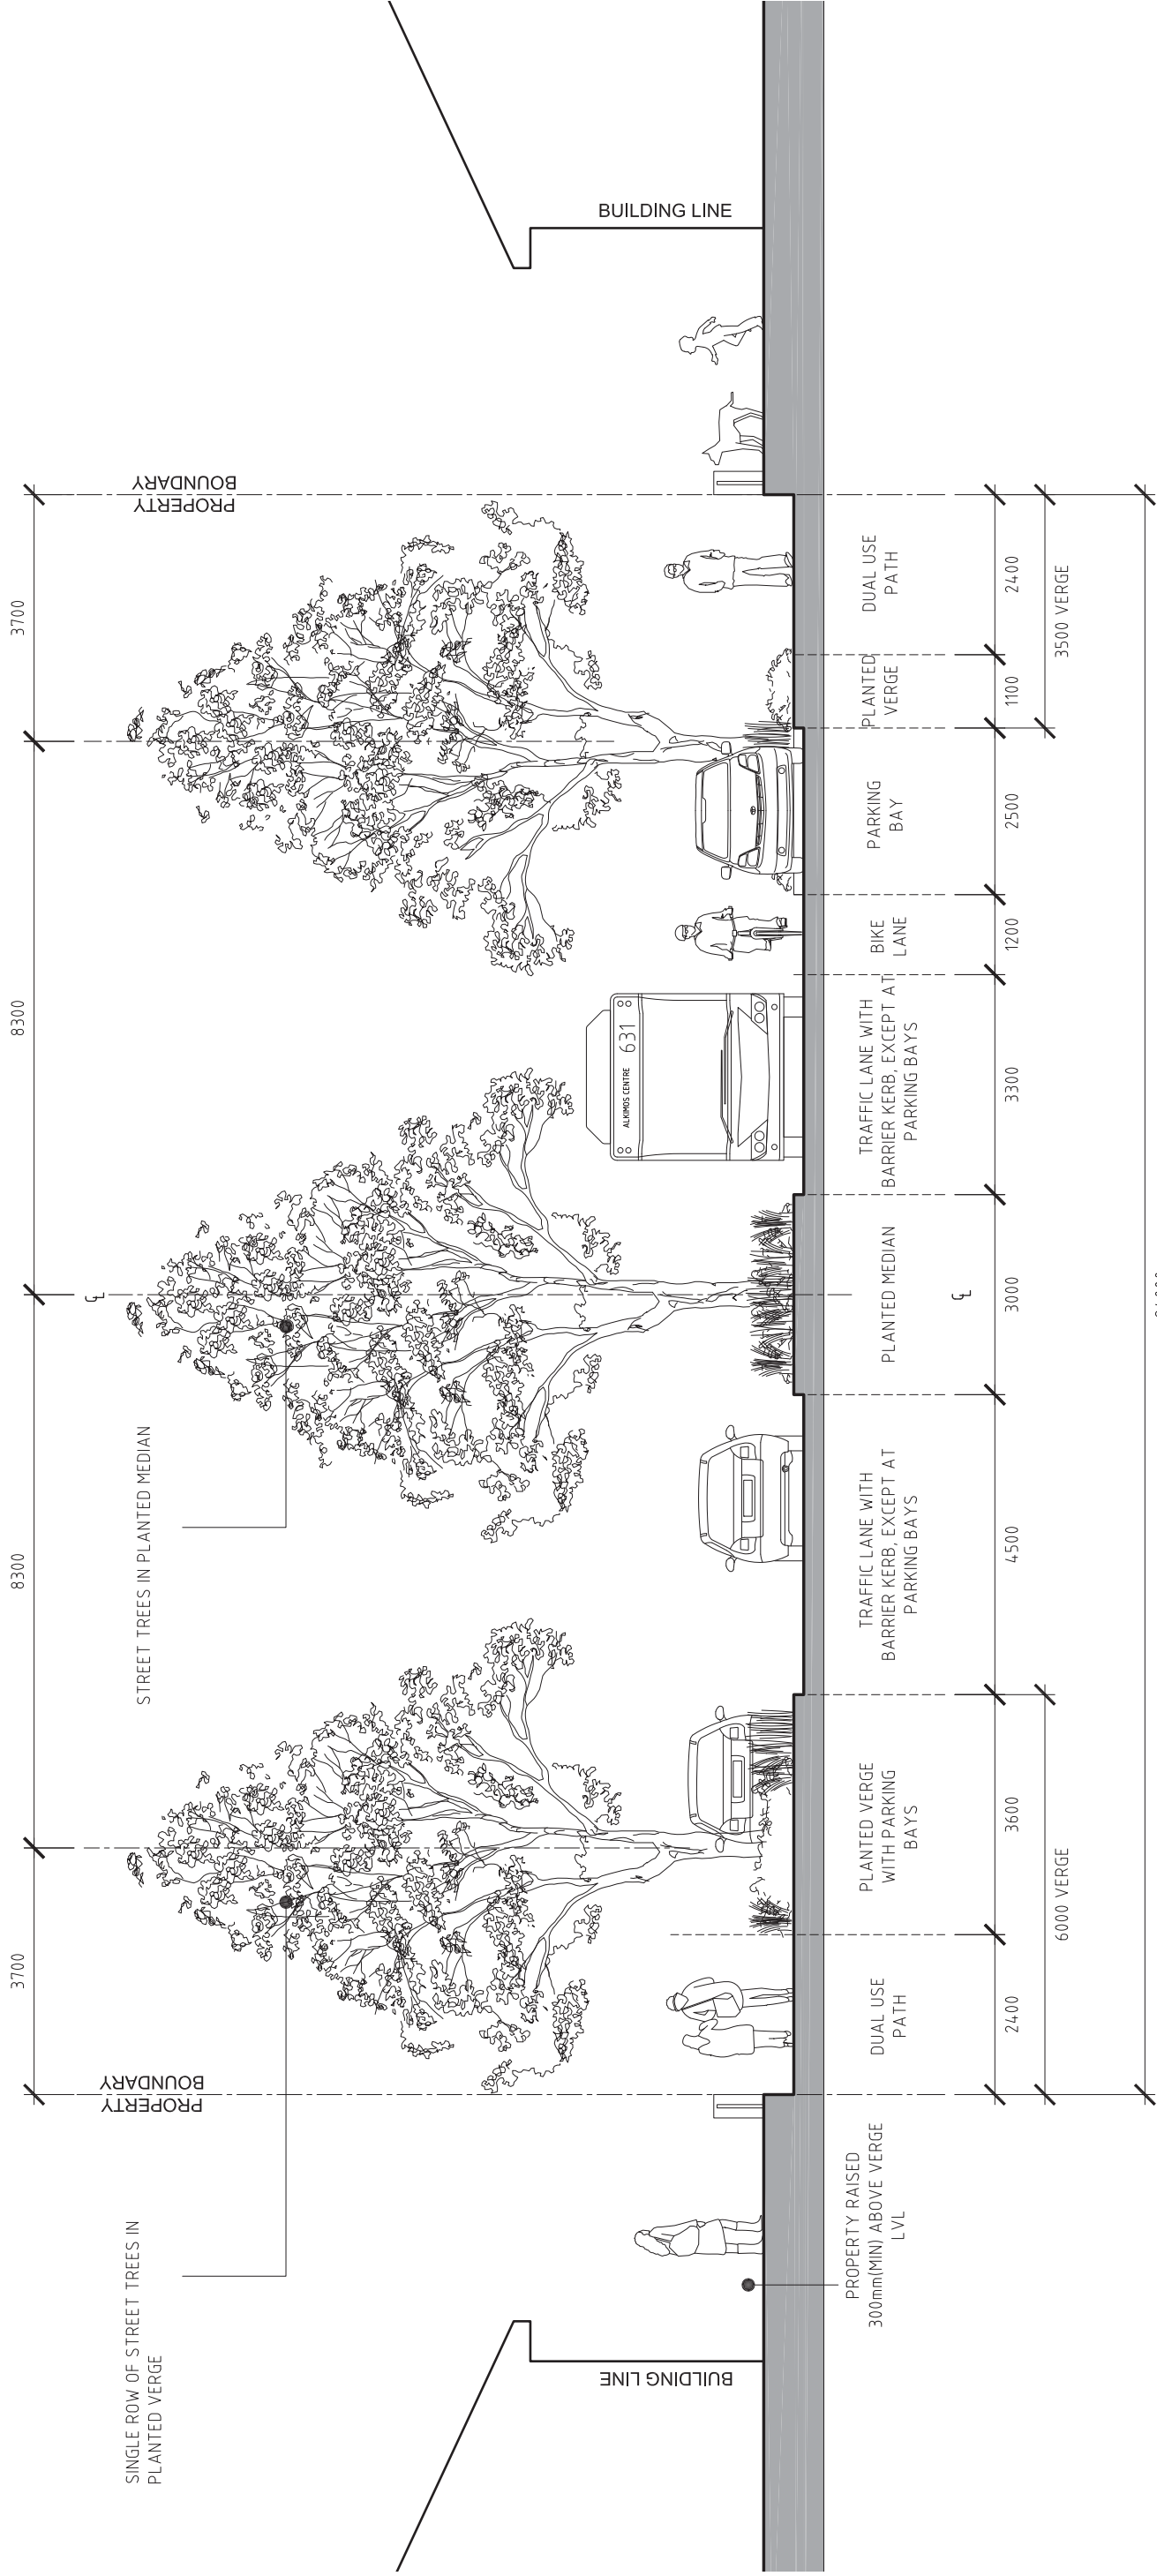 SINGLE ROW OF STREET TREES IN
PLANTED VERGE
STREET TREES IN PLANTED MEDIAN
3700
8300
8300
3700
PROPERTY
BOUNDARY
PROPERTY
BOUNDARY
℄
BUILDING LINE
BUILDING LINE
ALKIMOS CENTRE 631
PROPERTY RAISED
300mm(MIN) ABOVE VERGE
LVL
DUAL USE
PATH
PLANTED VERGE
WITH PARKING
BAYS
TRAFFIC LANE WITH
BARRIER KERB, EXCEPT AT
PARKING BAYS
PLANTED MEDIAN
TRAFFIC LANE WITH
BARRIER KERB, EXCEPT AT
PARKING BAYS
BIKE
LANE
PARKING
BAY
PLANTED
VERGE
DUAL USE
PATH
℄
2400
3600
4500
3000
3300
1200
2500
1100
2400
6000 VERGE
3500 VERGE